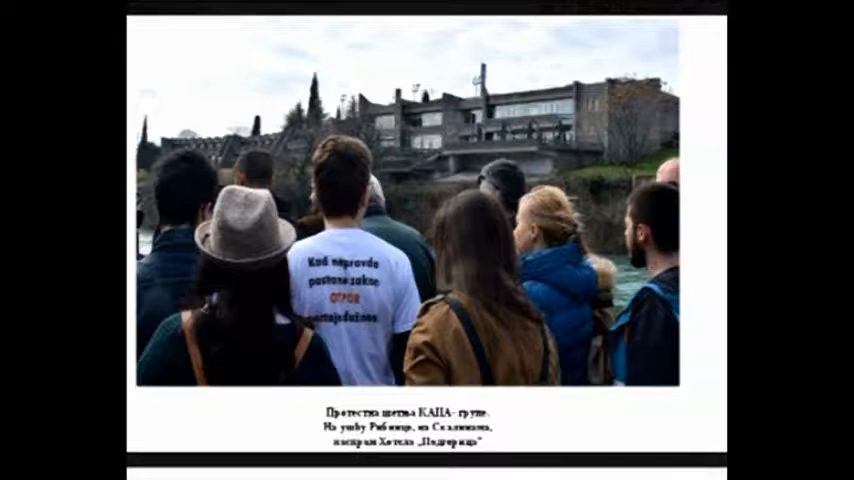 Kad nepravda
postane zakon
OTPOR
postaje dužnost
Протестна шетња КАПА- групе.
На ушћу Рибнице, на Скалинама,
наспрам Хотела „Подгорица“